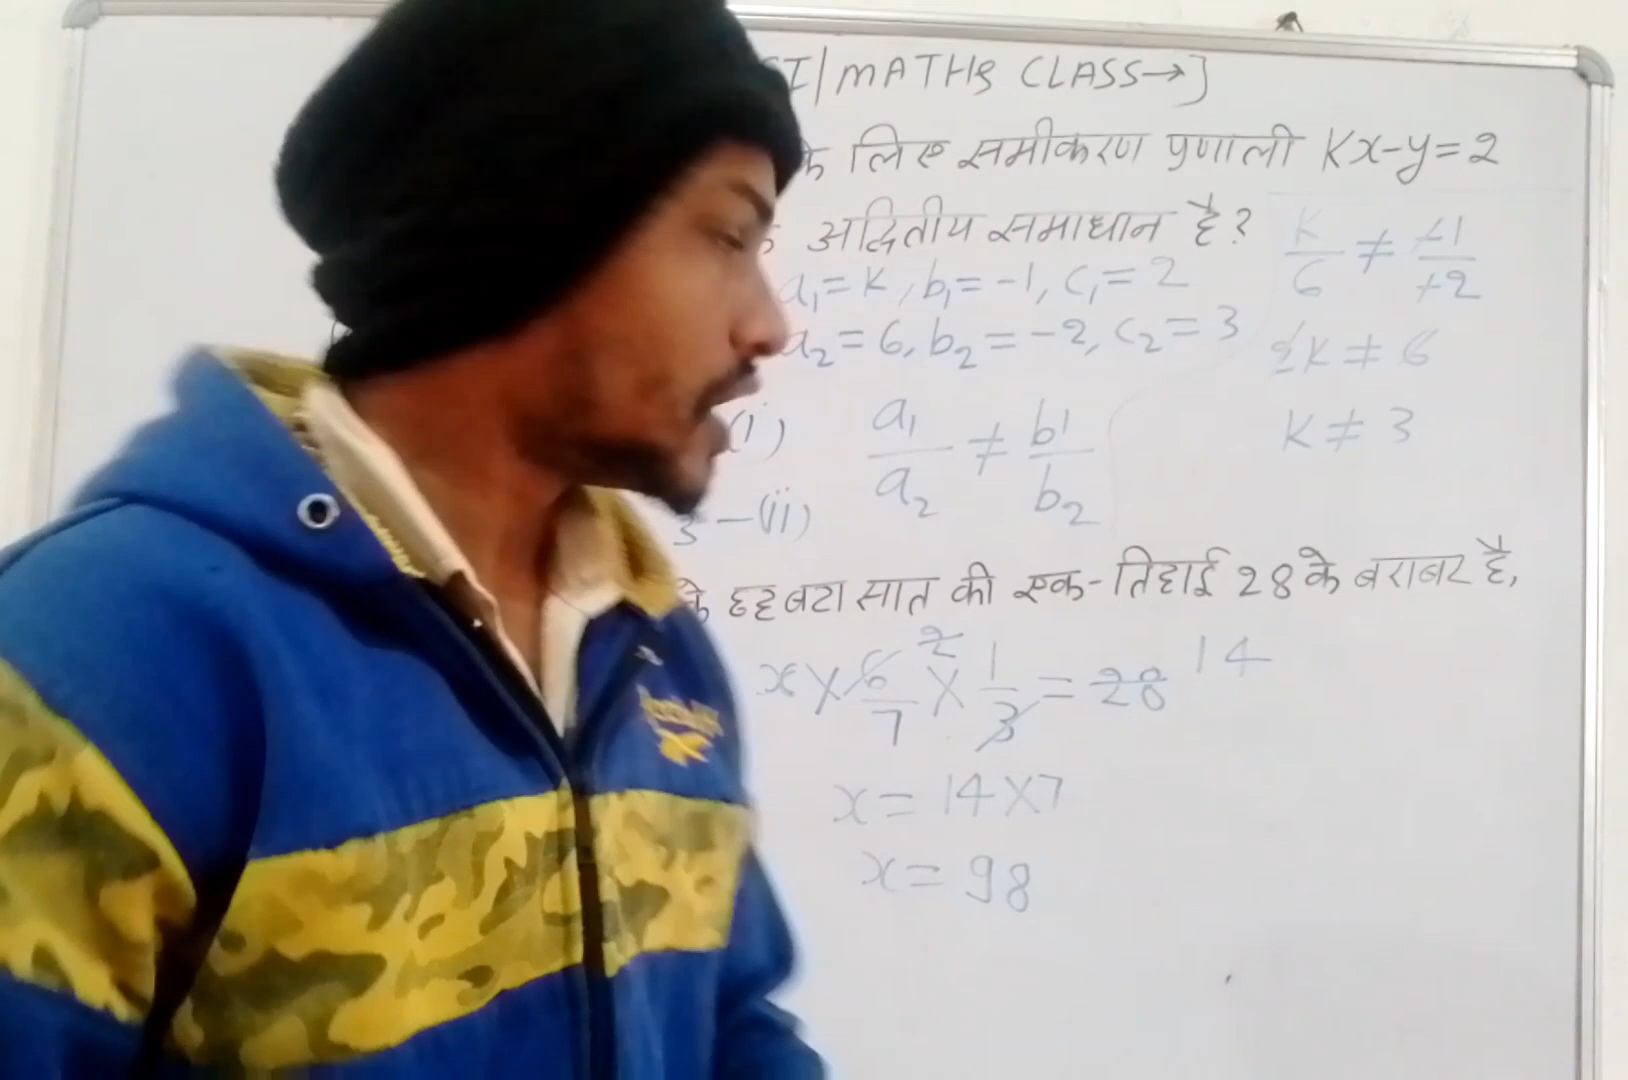 SI/MATHS CLASS→]
के लिए समीकरण प्रणाली Kx-y=2
अद्वितीय समाधान है?
a₁=K, b₁=-1, c₁=2
a₂=6, b₂=-2, c₂=3
K/6 ≠ -1/-2
2K≠6
K≠3
(i) a₁/a₂ ≠ b₁/b₂
3-(ii)
के छह बटा सात की एक-तिहाई 28 के बराबर है,
x × 6/7 × 1/3 = 28
2 14
x=14×7
x=98